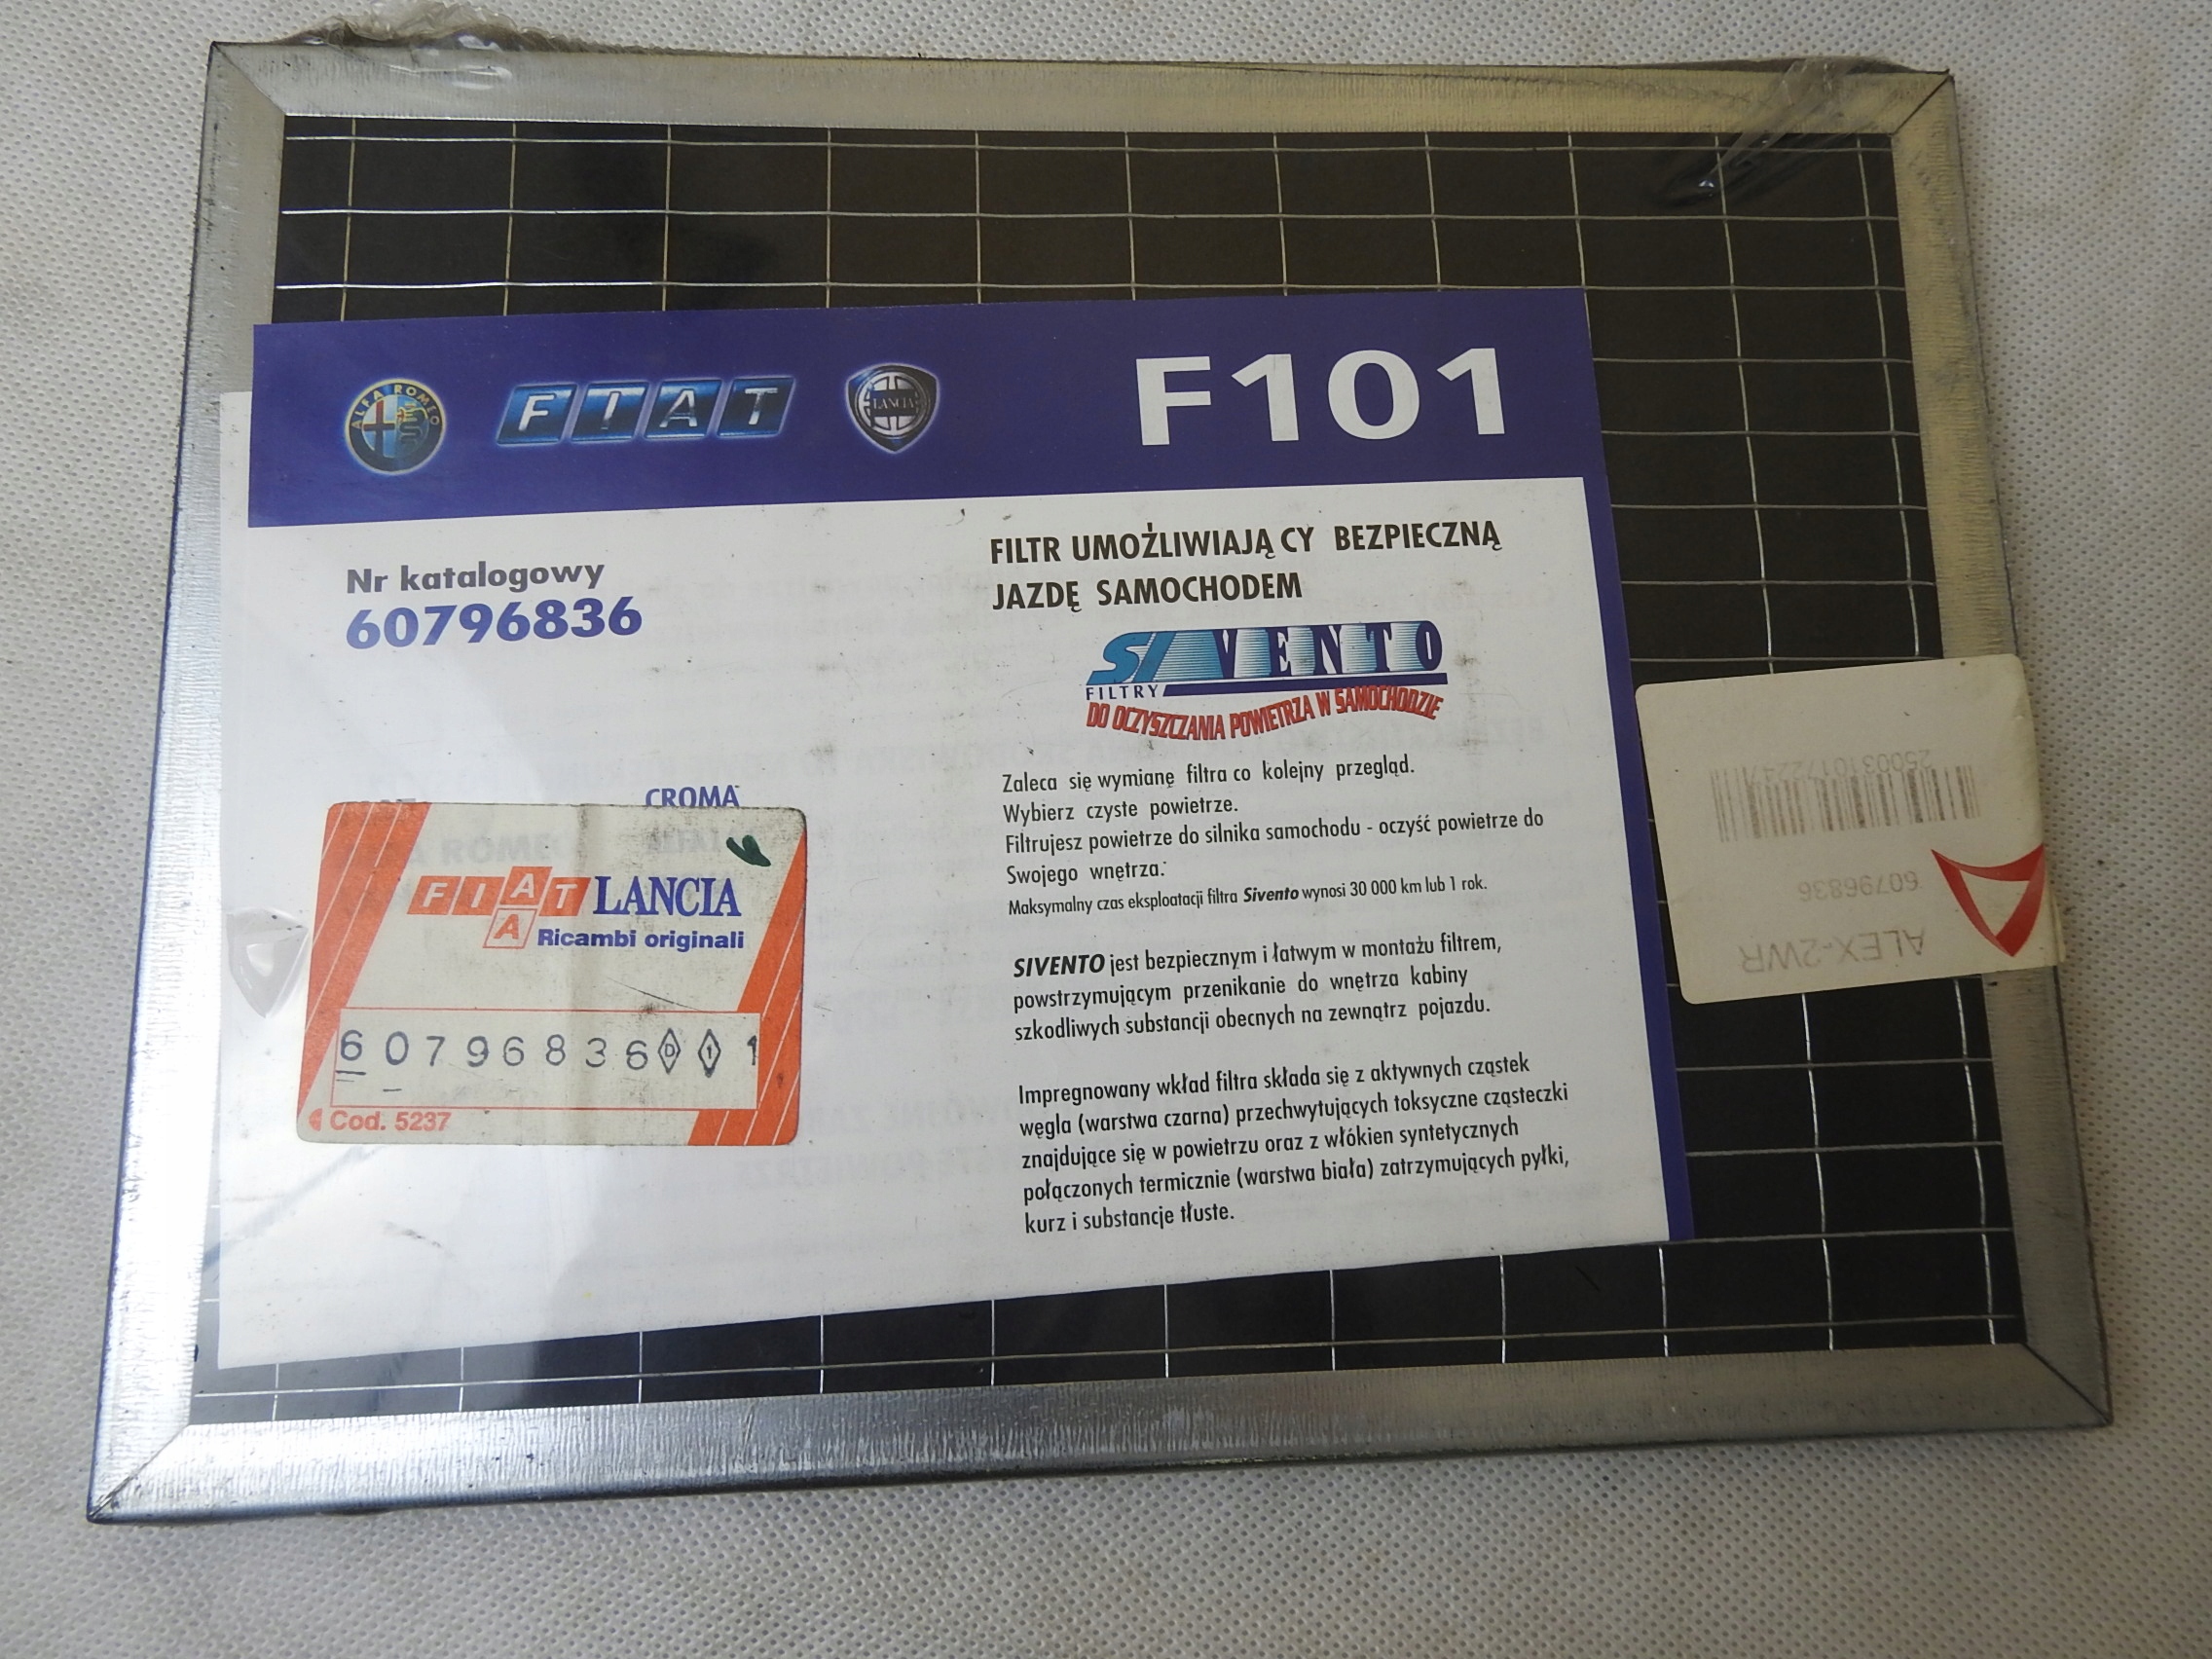 ALFA ROMEO
FIAT
LANCIA
F101
Nr katalogowy
60796836
CROMA
FIAT LANCIA
A
Ricambi originali
60796836 D 1 1
Cod. 5237
FILTR UMOŻLIWIAJĄ CY BEZPIECZNĄ
JAZDĘ SAMOCHODEM
SIVENTO
FILTRY
DO OCZYSZCZANIA POWIETRZA W SAMOCHODZIE
Zaleca się wymianę filtra co kolejny przegląd.
Wybierz czyste powietrze.
Filtrujesz powietrze do silnika samochodu - oczyść powietrze do
Swojego wnętrza.
Maksymalny czas eksploatacji filtra Sivento wynosi 30 000 km lub 1 rok.
SIVENTO jest bezpiecznym i łatwym w montażu filtrem,
powstrzymującym przenikanie do wnętrza kabiny
szkodliwych substancji obecnych na zewnątrz pojazdu.
Impregnowany wkład filtra składa się z aktywnych cząstek
węgla (warstwa czarna) przechwytujących toksyczne cząsteczki
znajdujące się w powietrzu oraz z włókien syntetycznych
połączonych termicznie (warstwa biała) zatrzymujących pyłki,
kurz i substancje tłuste.
ALEX-2WR
60796836